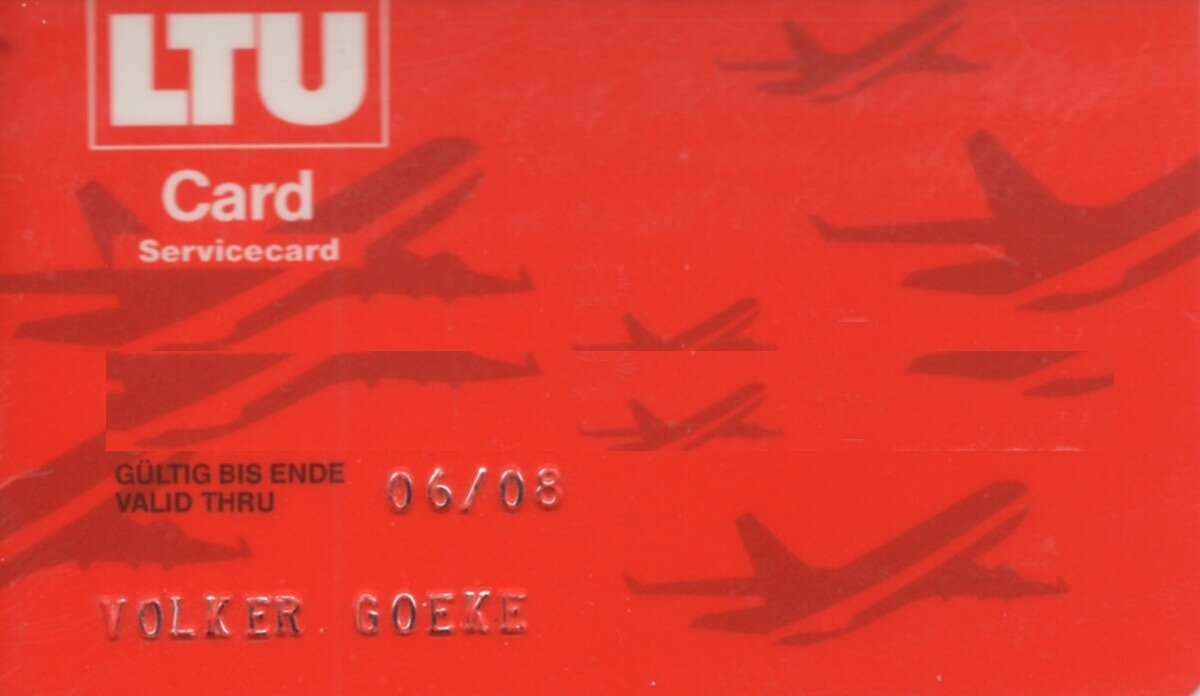 LTU
Card
Servicecard
GÜLTIG BIS ENDE
VALID THRU
06/08
VOLKER GOEKE